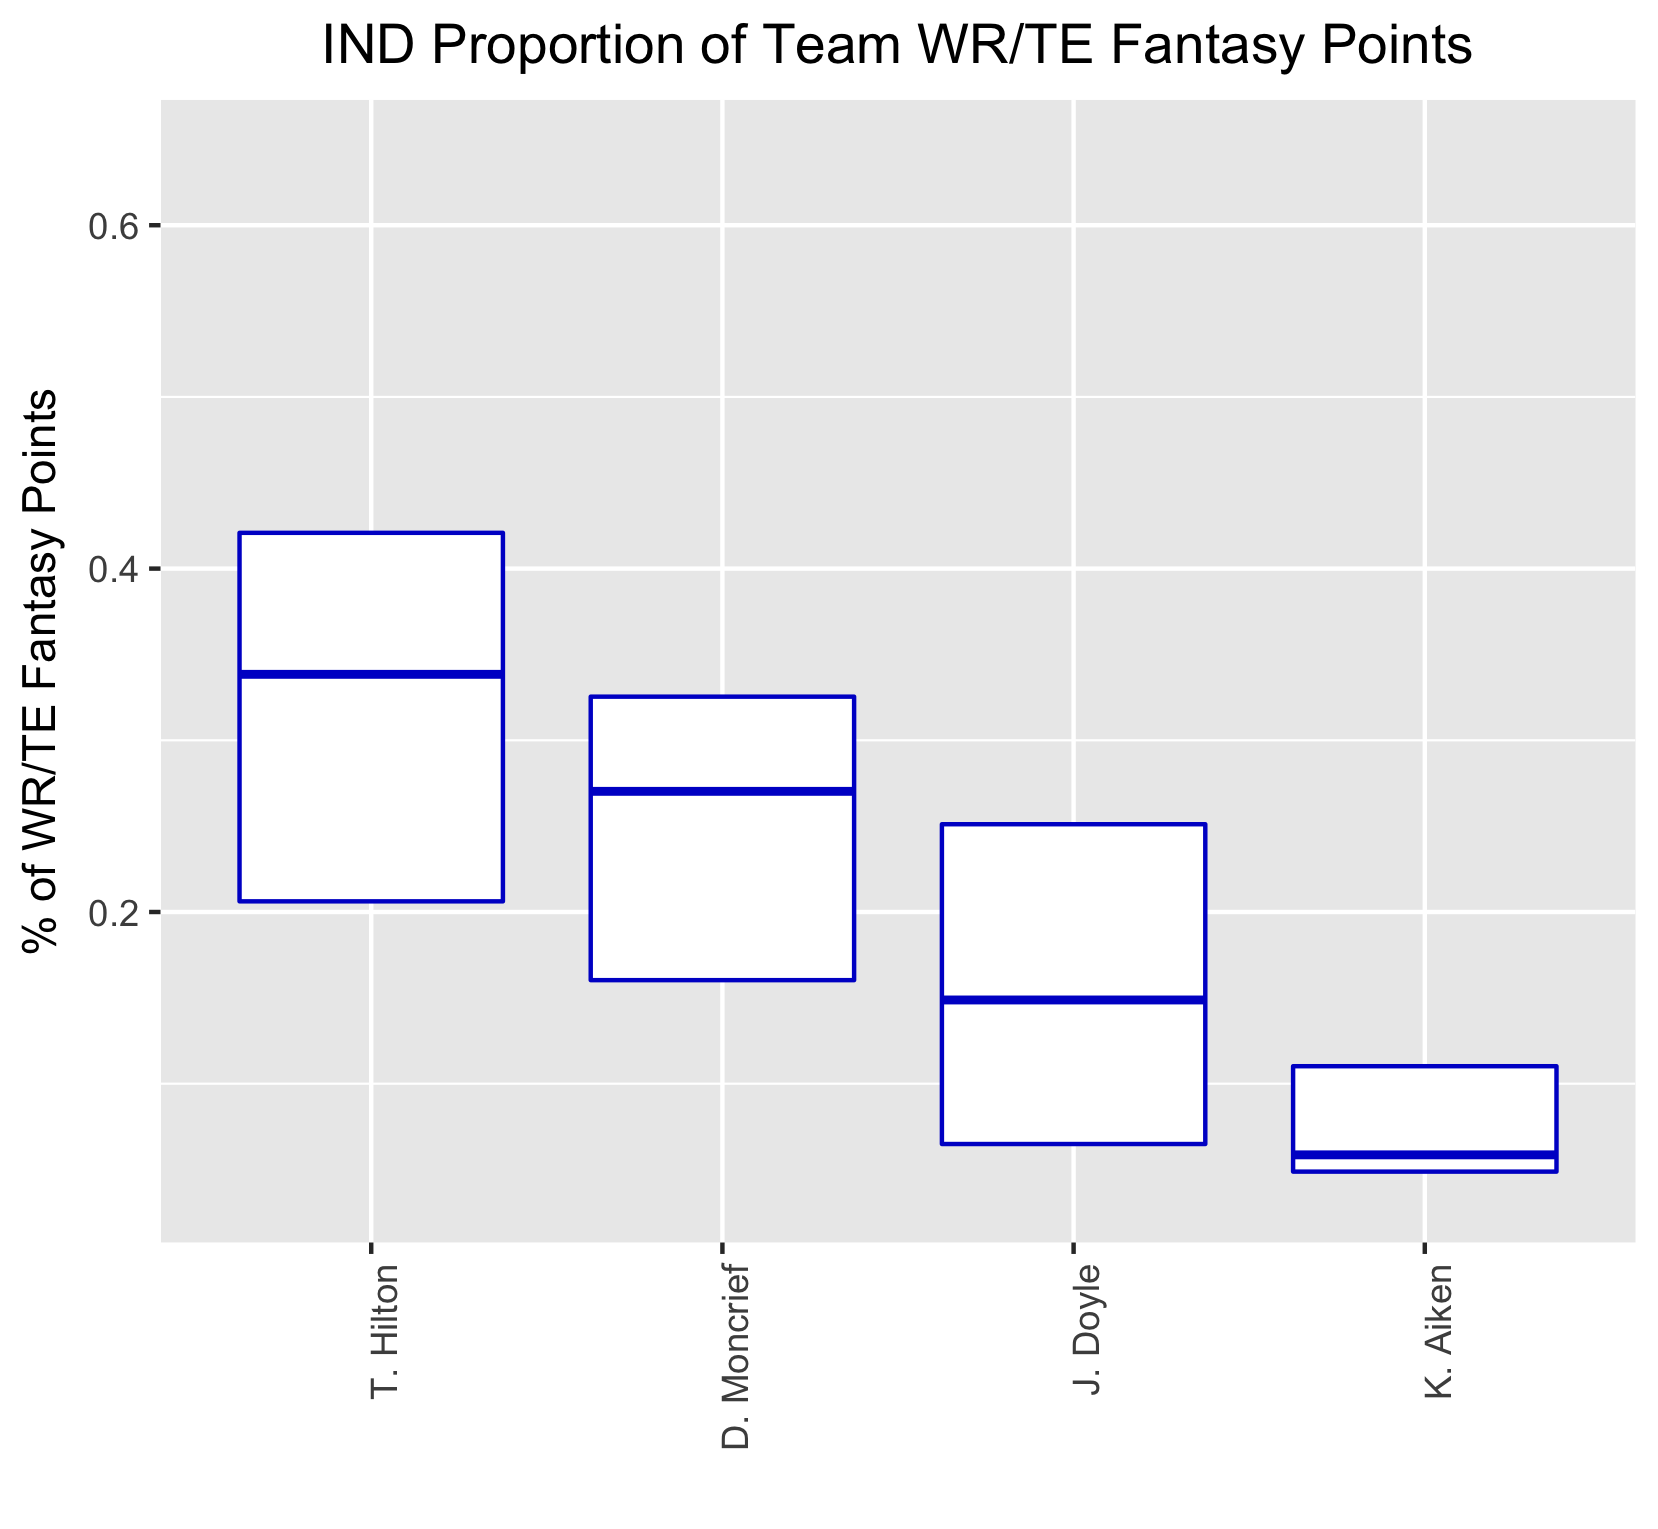 IND Proportion of Team WR/TE Fantasy Points
% of WR/TE Fantasy Points
0.6
0.4
0.2
T. Hilton
D. Moncrief
J. Doyle
K. Aiken